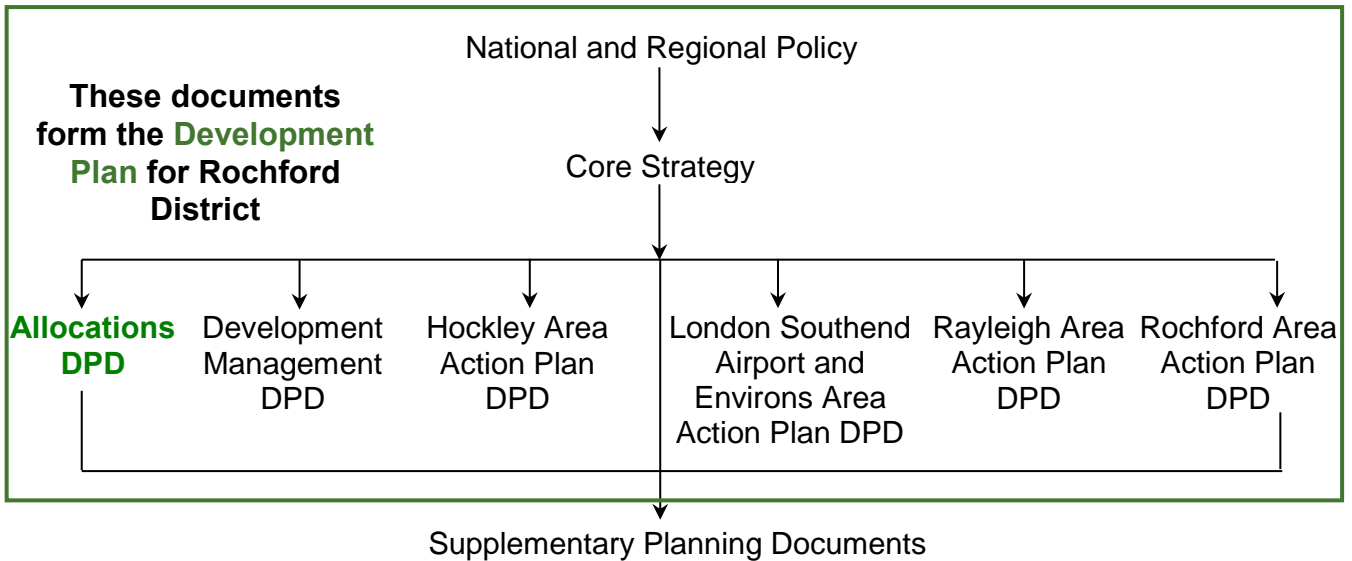 National and Regional Policy
These documents
form the Development
Plan for Rochford
District
Core Strategy
Allocations
DPD
Development
Management
DPD
Hockley Area
Action Plan
DPD
London Southend
Airport and
Environs Area
Action Plan DPD
Rayleigh Area
Action Plan
DPD
Rochford Area
Action Plan
DPD
Supplementary Planning Documents